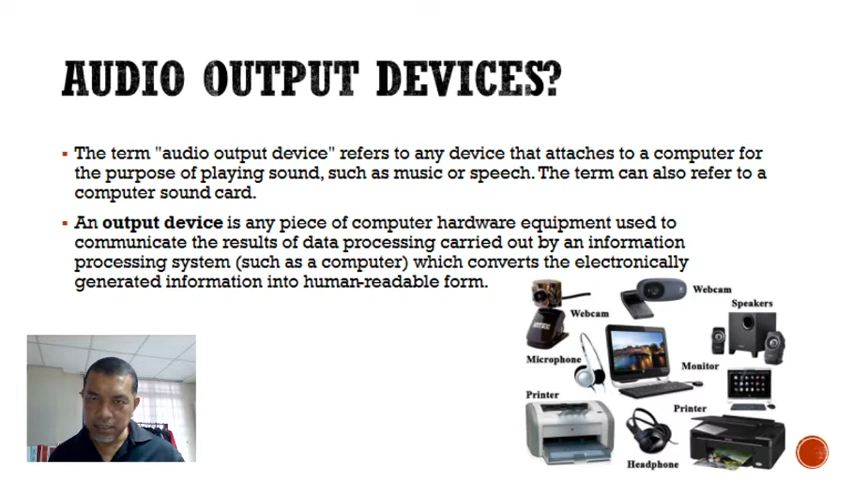 AUDIO OUTPUT DEVICES?
The term "audio output device" refers to any device that attaches to a computer for
the purpose of playing sound, such as music or speech. The term can also refer to a
computer sound card.
An output device is any piece of computer hardware equipment used to
communicate the results of data processing carried out by an information
processing system (such as a computer) which converts the electronically
generated information into human-readable form.
Webcam
Webcam
Speakers
Microphone
Monitor
Printer
Printer
Headphone